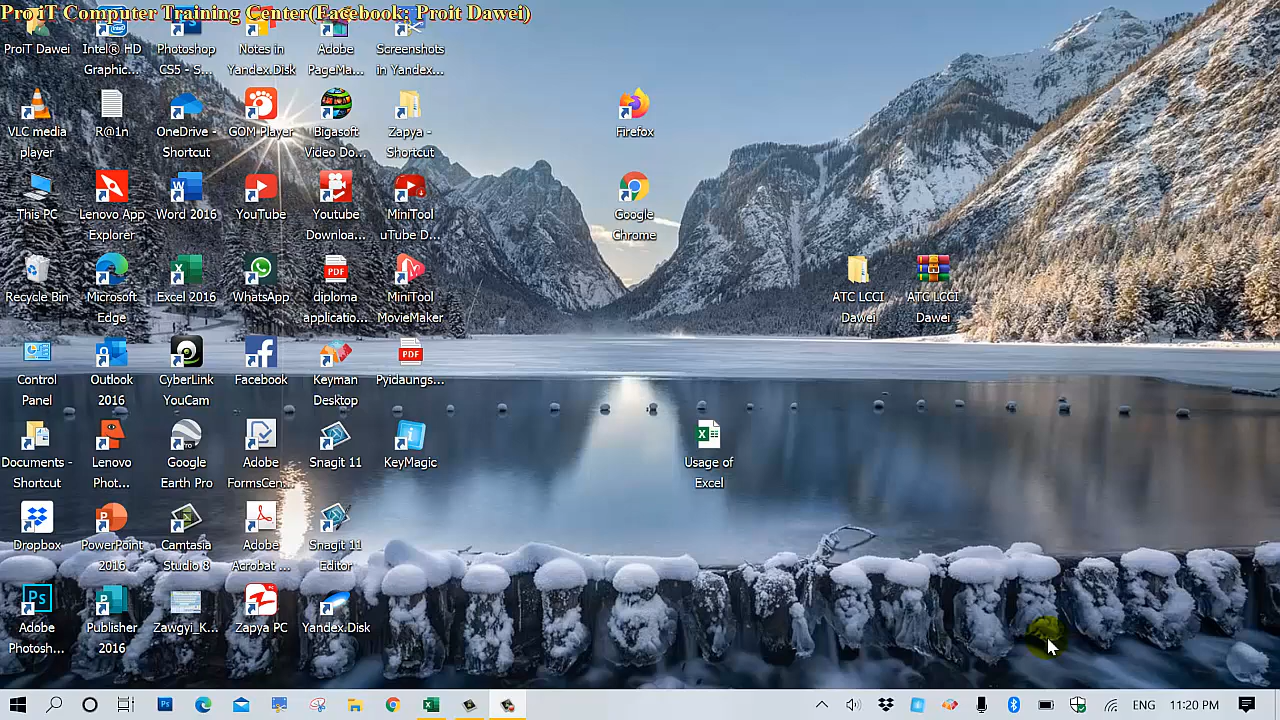 Pro iT Computer Training Center(Facebook: Proit Dawei)
ProiT Dawei
Intel® HD
Graphic...
Photoshop
CS5 - S...
Notes in
Yandex.Disk
Adobe
PageMa...
Screenshots
in Yandex...
VLC media
player
R@1n
OneDrive -
Shortcut
GOM Player
Bigasoft
Video Do...
Zapya -
Shortcut
Firefox
This PC
Lenovo App
Explorer
Word 2016
YouTube
Youtube
Downloa...
MiniTool
uTube D...
Google
Chrome
Recycle Bin
Microsoft
Edge
Excel 2016
WhatsApp
PDF
diploma
applicatio...
MiniTool
MovieMaker
ATC LCCI
Dawei
ATC LCCI
Dawei
Control
Panel
Outlook
2016
CyberLink
YouCam
Facebook
Keyman
Desktop
PDF
Pyidaungs...
Documents -
Shortcut
Lenovo
Phot...
Google
Earth Pro
Adobe
FormsCen...
Snagit 11
KeyMagic
Usage of
Excel
Dropbox
PowerPoint
2016
Camtasia
Studio 8
Adobe
Acrobat ...
Snagit 11
Editor
Ps
Adobe
Photosh...
Publisher
2016
Zawgyi_K...
Zapya PC
Yandex.Disk
ENG
11:20 PM